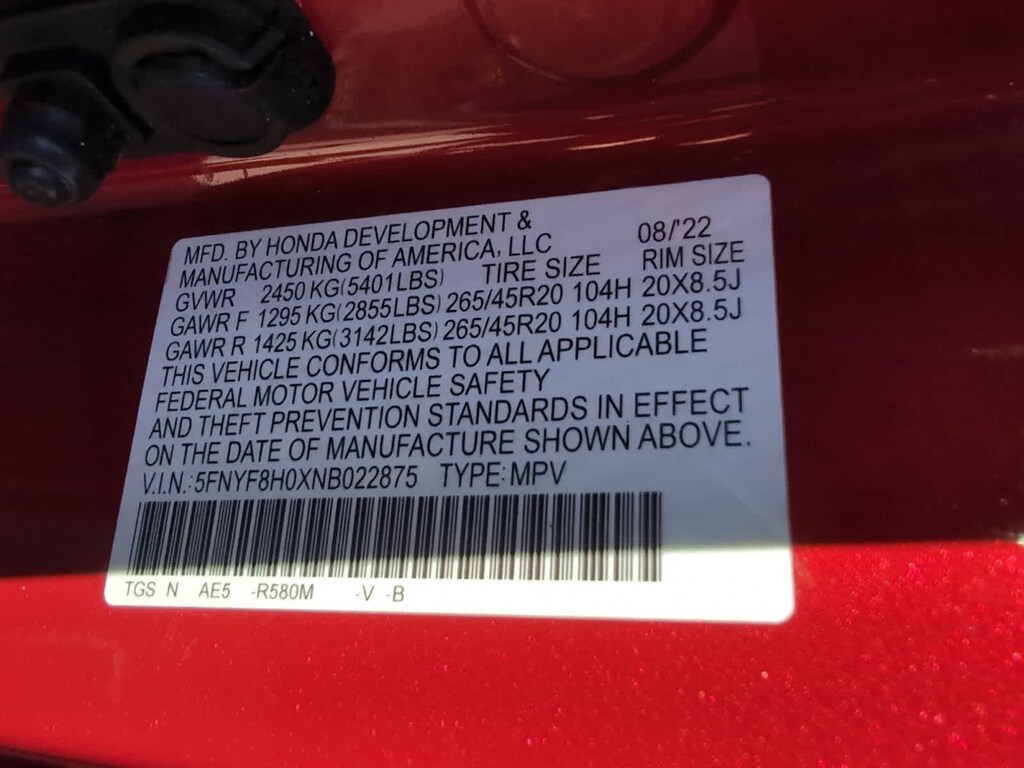 MFD. BY HONDA DEVELOPMENT & 08/'22
MANUFACTURING OF AMERICA, LLC
GVWR 2450 KG(5401LBS) TIRE SIZE RIM SIZE
GAWR F 1295 KG(2855LBS) 265/45R20 104H 20X8.5J
GAWR R 1425 KG(3142LBS) 265/45R20 104H 20X8.5J
THIS VEHICLE CONFORMS TO ALL APPLICABLE
FEDERAL MOTOR VEHICLE SAFETY
AND THEFT PREVENTION STANDARDS IN EFFECT
ON THE DATE OF MANUFACTURE SHOWN ABOVE.
V.I.N.: 5FNYF8H0XNB022875 TYPE: MPV
TGS N AE5 -R580M -V -B